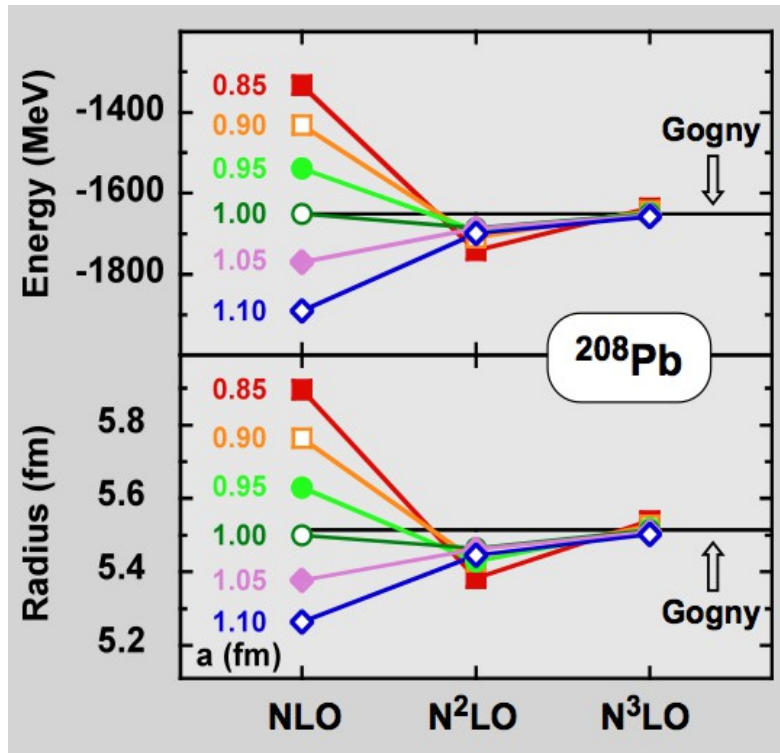 Energy (MeV)
-1400
-1600
-1800
0.85
0.90
0.95
1.00
1.05
1.10
Gogny
²⁰⁸Pb
Radius (fm)
5.8
5.6
5.4
5.2
0.85
0.90
0.95
1.00
1.05
1.10
Gogny
a (fm)
NLO
N²LO
N³LO